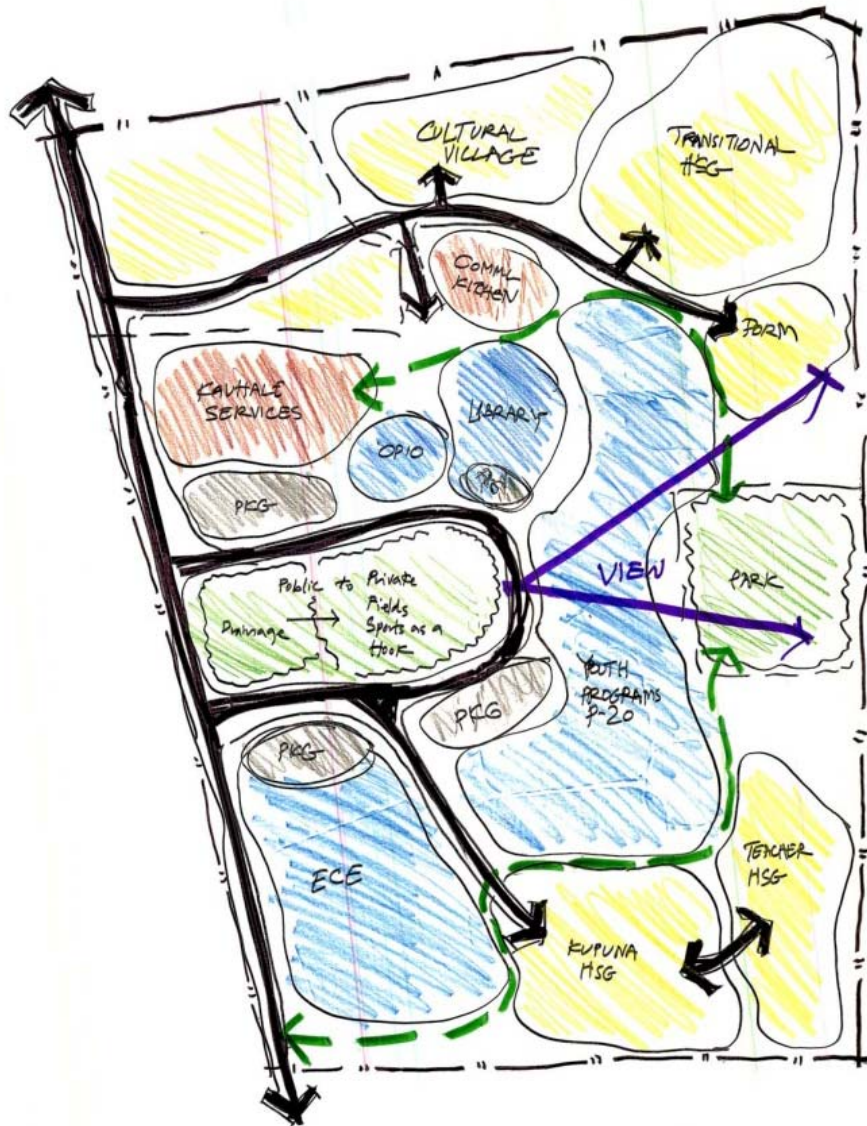 CULTURAL
VILLAGE
TRANSITIONAL
HSG
COMM'L
KITCHEN
DORM
KAUHALE
SERVICES
LIBRARY
OPIO
PKG
PKG
VIEW
PARK
Public to Private
Fields
Drainage
Sports as a
Hook
YOUTH
PROGRAMS
P-20
PKG
PKG
ECE
TEACHER
HSG
KUPUNA
HSG